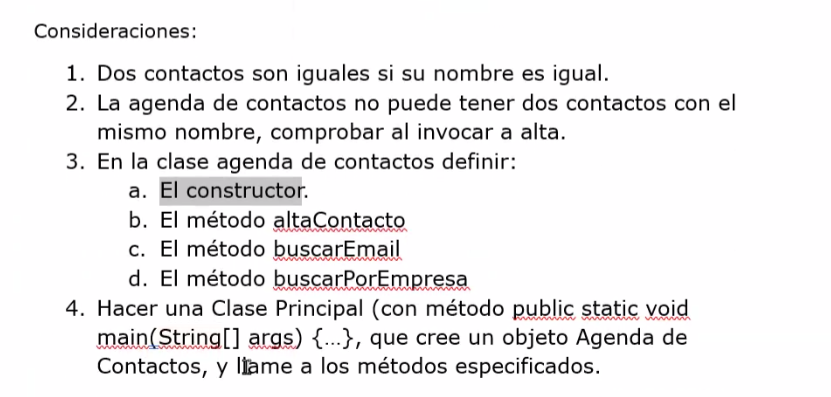 Consideraciones:
1. Dos contactos son iguales si su nombre es igual.
2. La agenda de contactos no puede tener dos contactos con el
mismo nombre, comprobar al invocar a alta.
3. En la clase agenda de contactos definir:
a. El constructor.
b. El método altaContacto
c. El método buscarEmail
d. El método buscarPorEmpresa
4. Hacer una Clase Principal (con método public static void
main(String[] args) {…}, que cree un objeto Agenda de
Contactos, y llame a los métodos especificados.